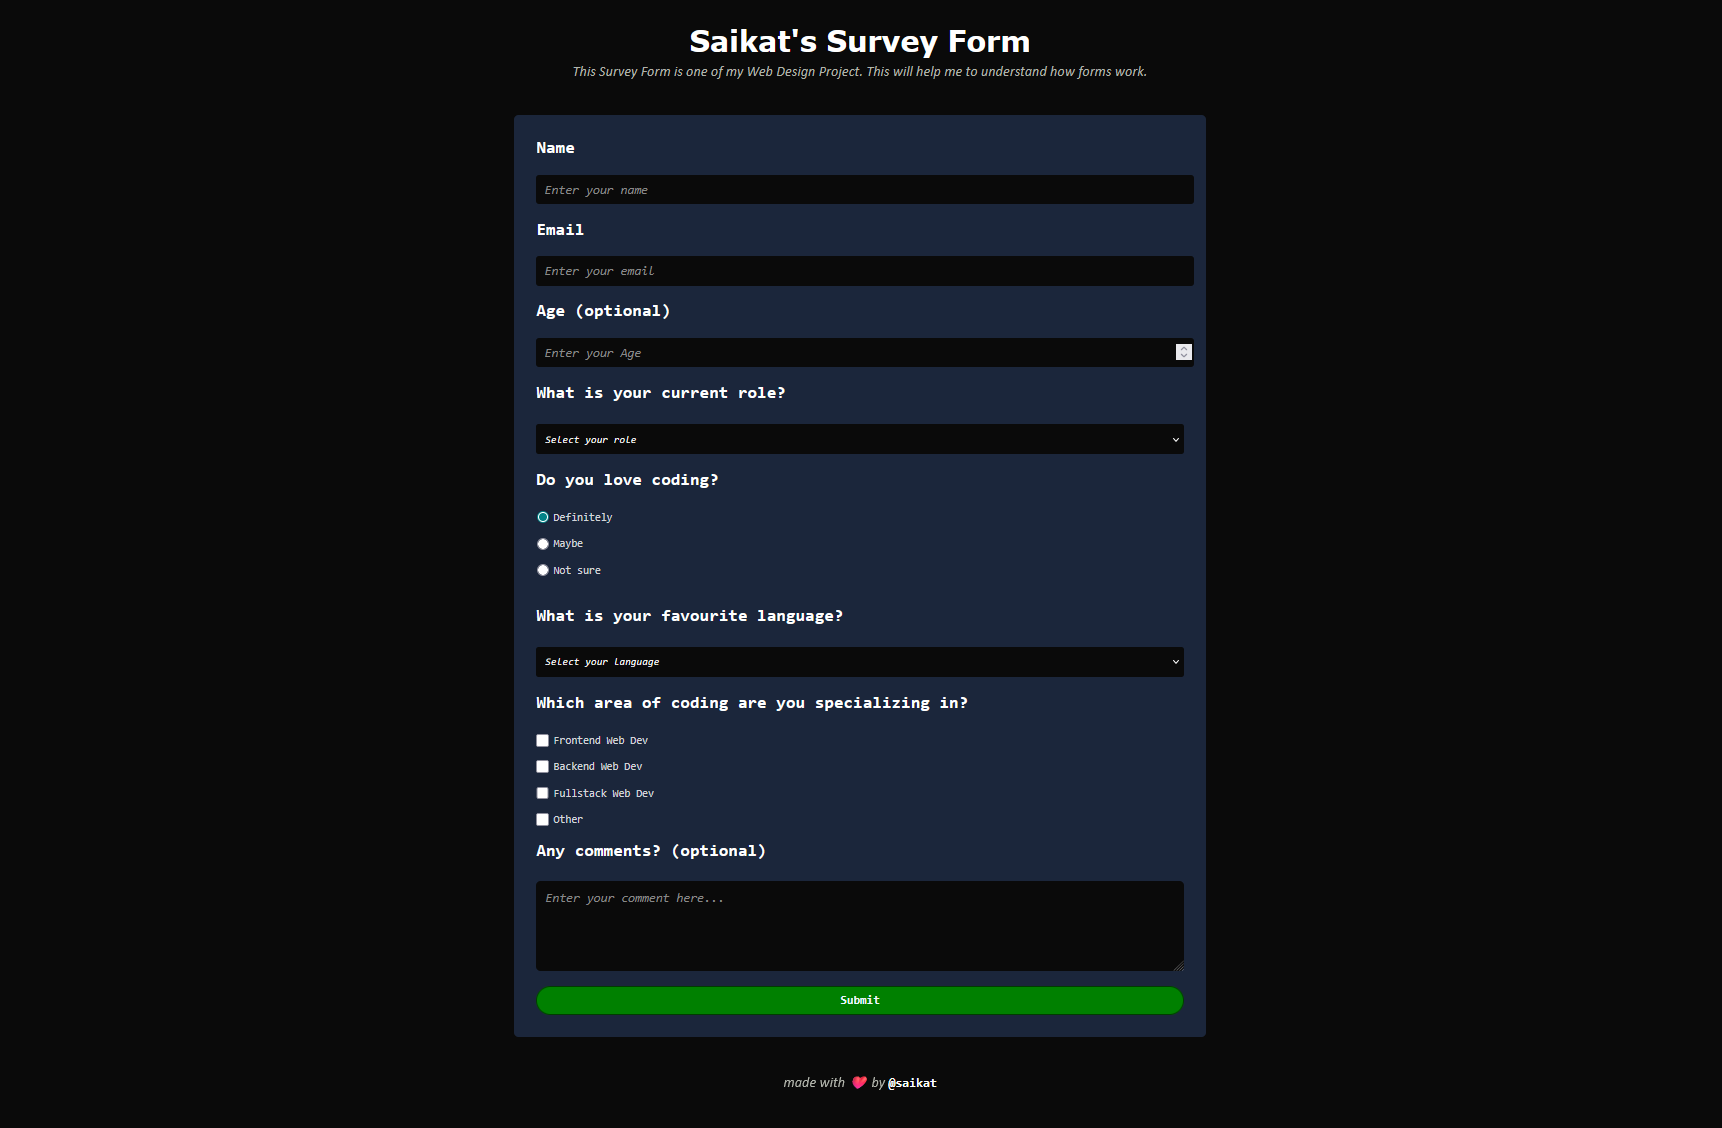 Saikat's Survey Form
This Survey Form is one of my Web Design Project. This will help me to understand how forms work.
Name
Enter your name
Email
Enter your email
Age (optional)
Enter your Age
What is your current role?
Select your role
Do you love coding?
Definitely
Maybe
Not sure
What is your favourite language?
Select your language
Which area of coding are you specializing in?
Frontend Web Dev
Backend Web Dev
Fullstack Web Dev
Other
Any comments? (optional)
Enter your comment here...
Submit
made with ❤️ by @saikat